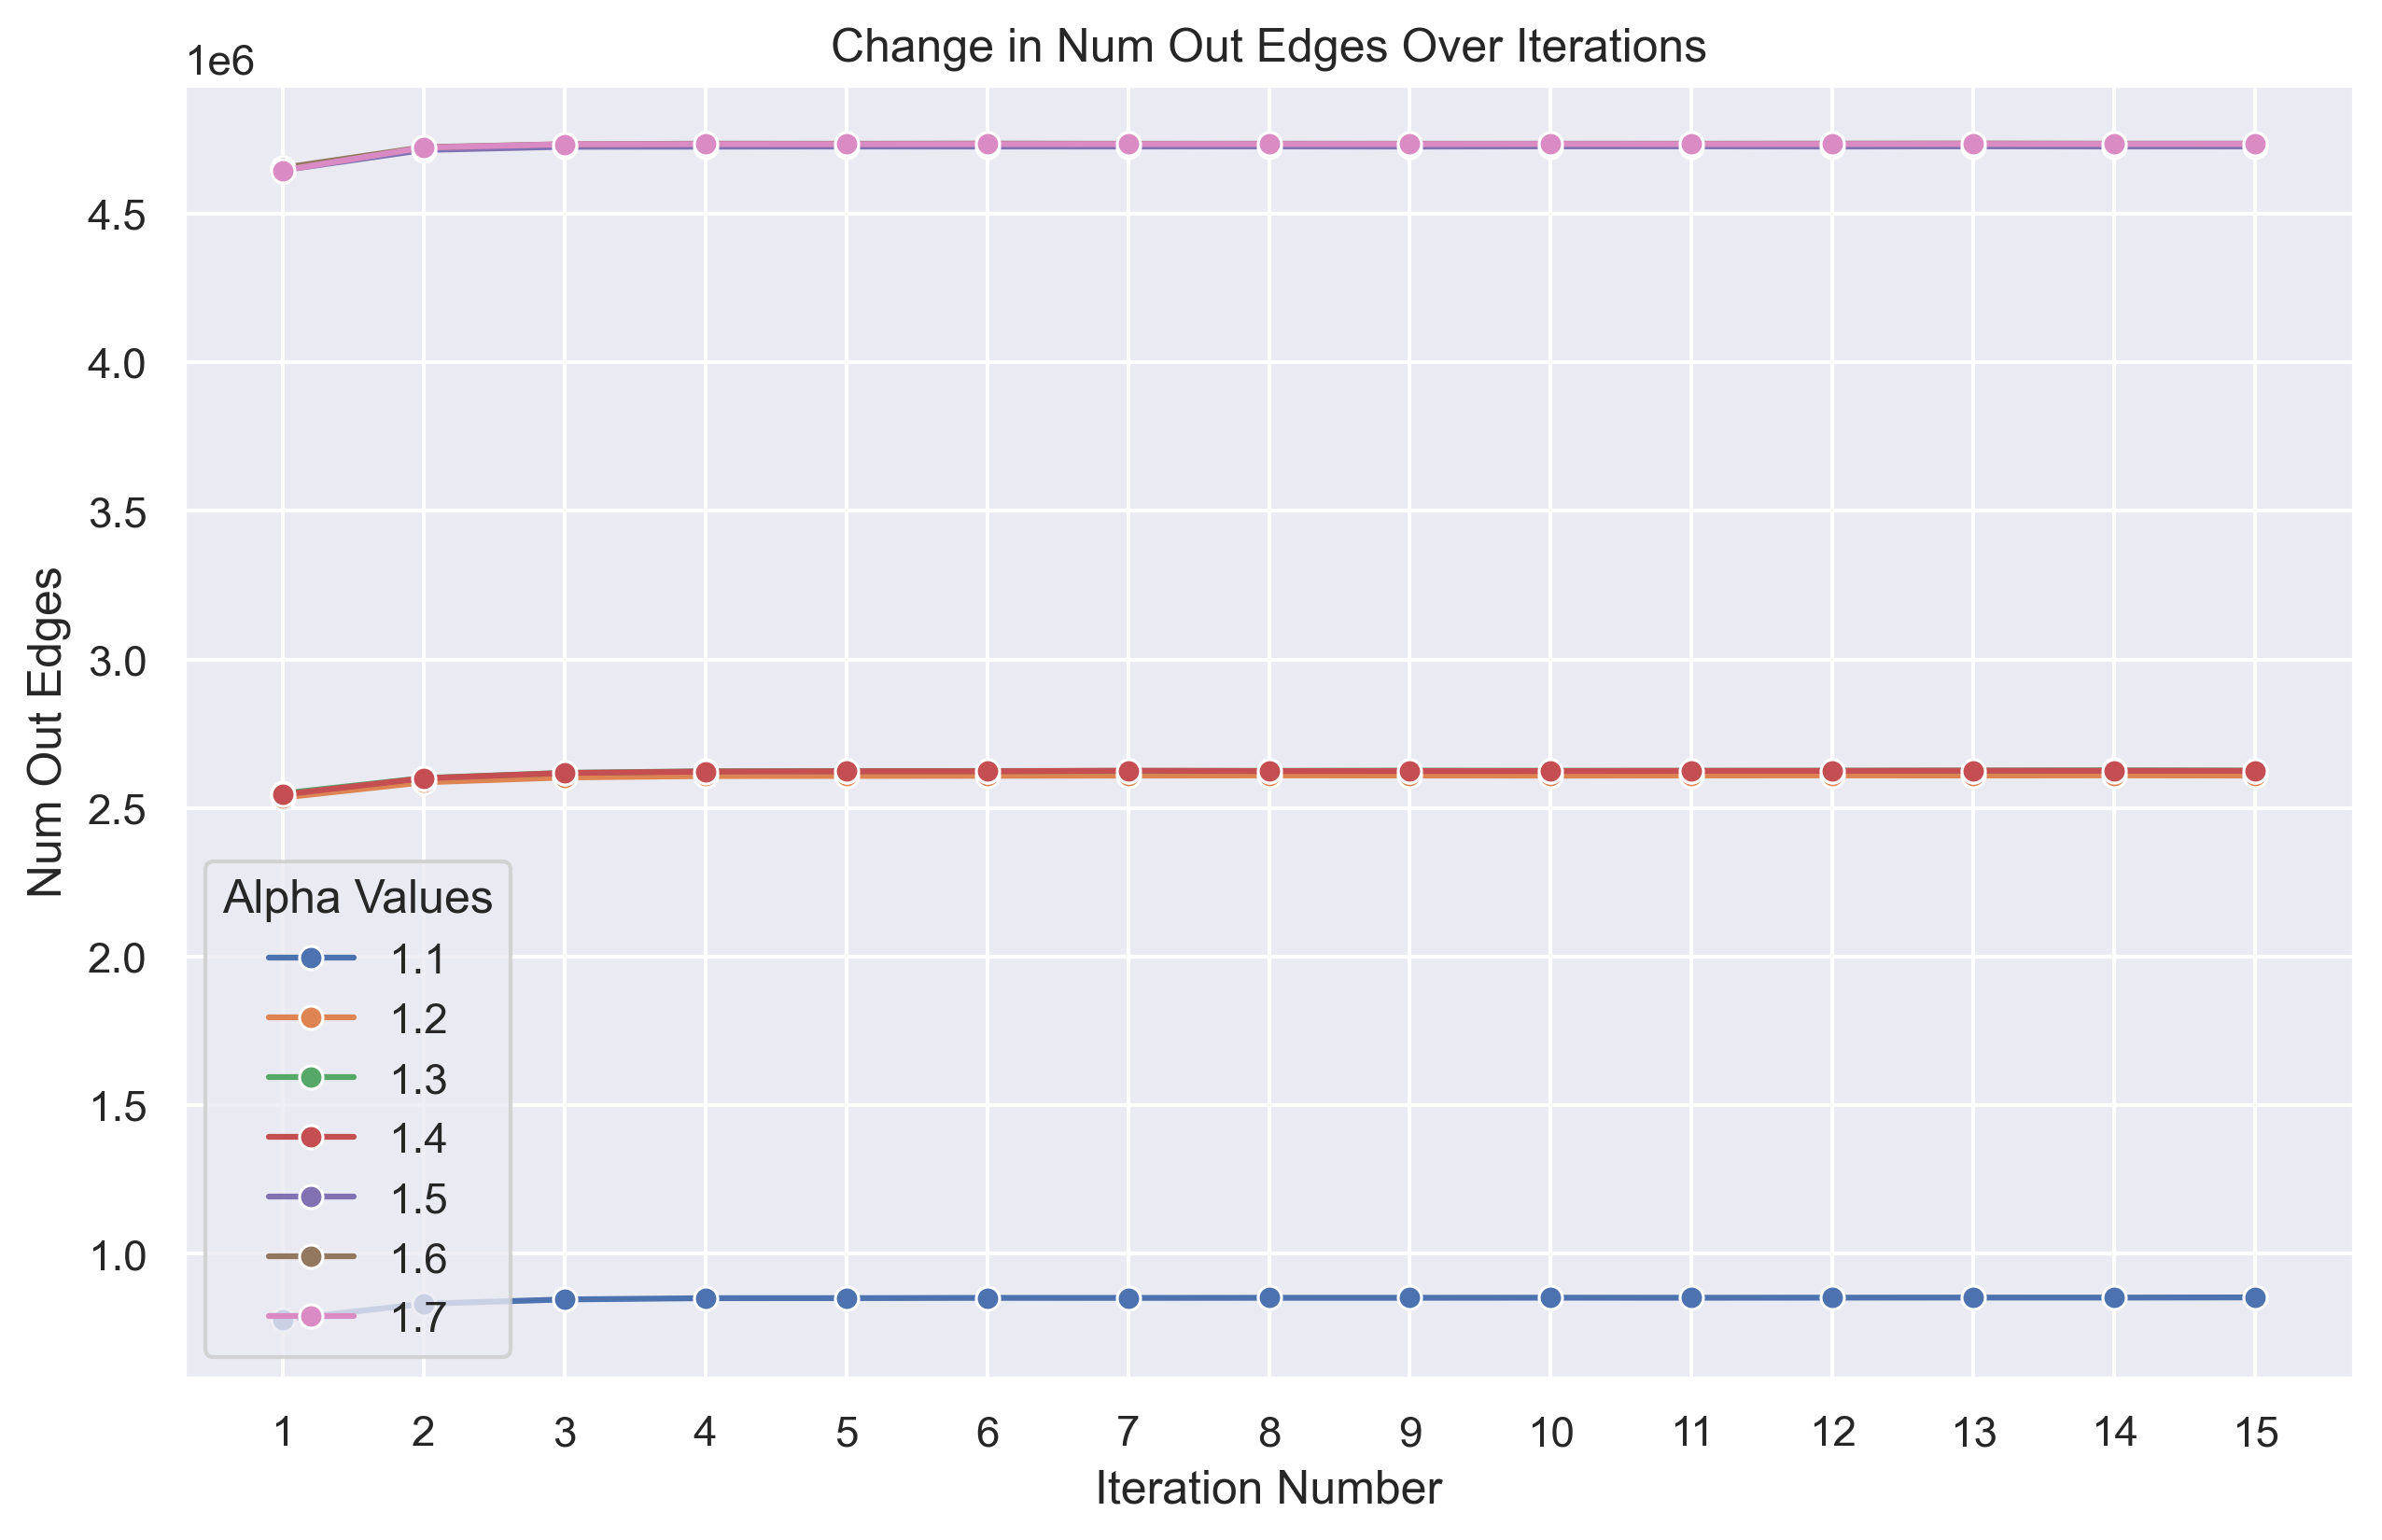 Change in Num Out Edges Over Iterations
1e6
4.5
4.0
3.5
3.0
2.5
2.0
1.5
1.0
Num Out Edges
Alpha Values
1.1
1.2
1.3
1.4
1.5
1.6
1.7
1 2 3 4 5 6 7 8 9 10 11 12 13 14 15
Iteration Number